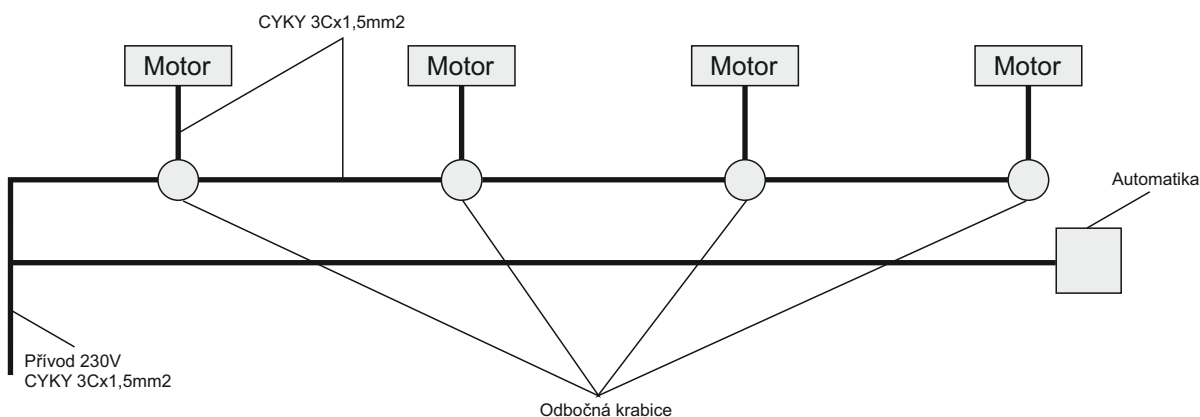 CYKY 3Cx1,5mm2
Motor
Motor
Motor
Motor
Automatika
Přívod 230V
CYKY 3Cx1,5mm2
Odbočná krabice